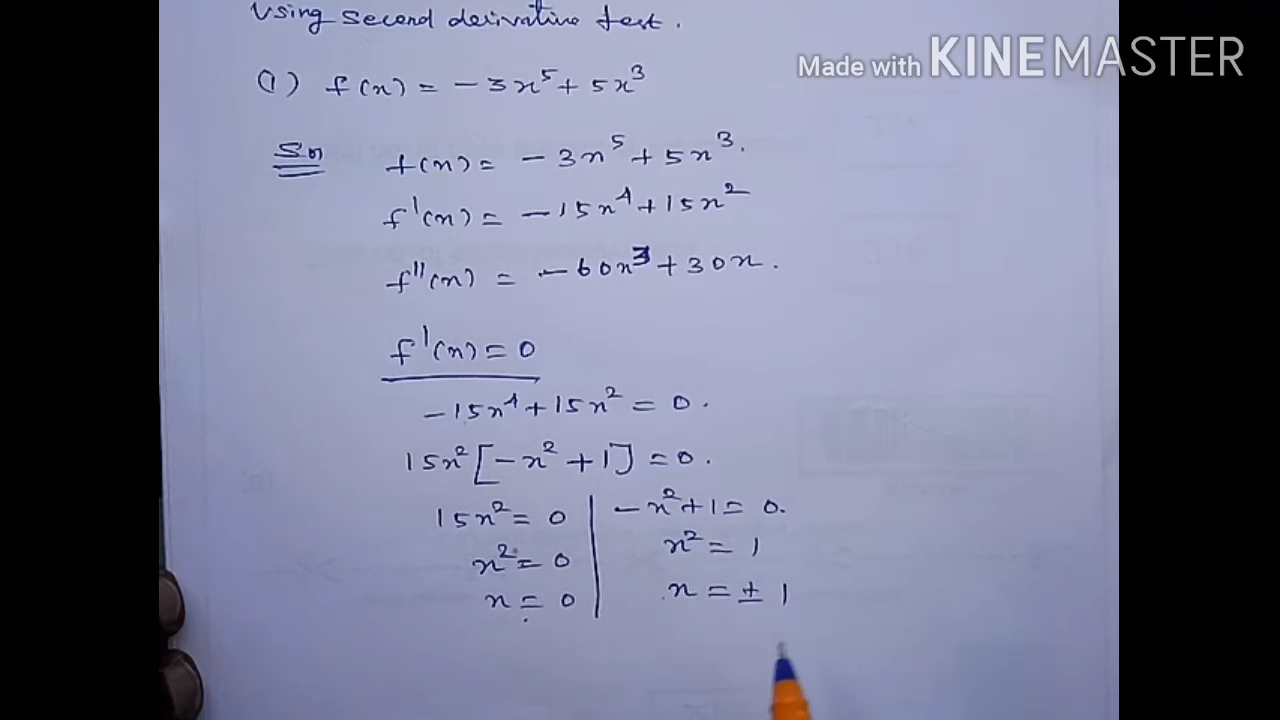 Using second derivative test.
Made with KINEMASTER
(1) f(x) = -3x⁵ + 5x³
Soln f(x) = -3x⁵ + 5x³.
f'(x) = -15x⁴ + 15x²
f''(x) = -60x³ + 30x.
f'(x) = 0
-15x⁴ + 15x² = 0.
15x² [-x² + 1] = 0.
15x² = 0 | -x² + 1 = 0.
x² = 0 | x² = 1
x = 0 | x = ± 1